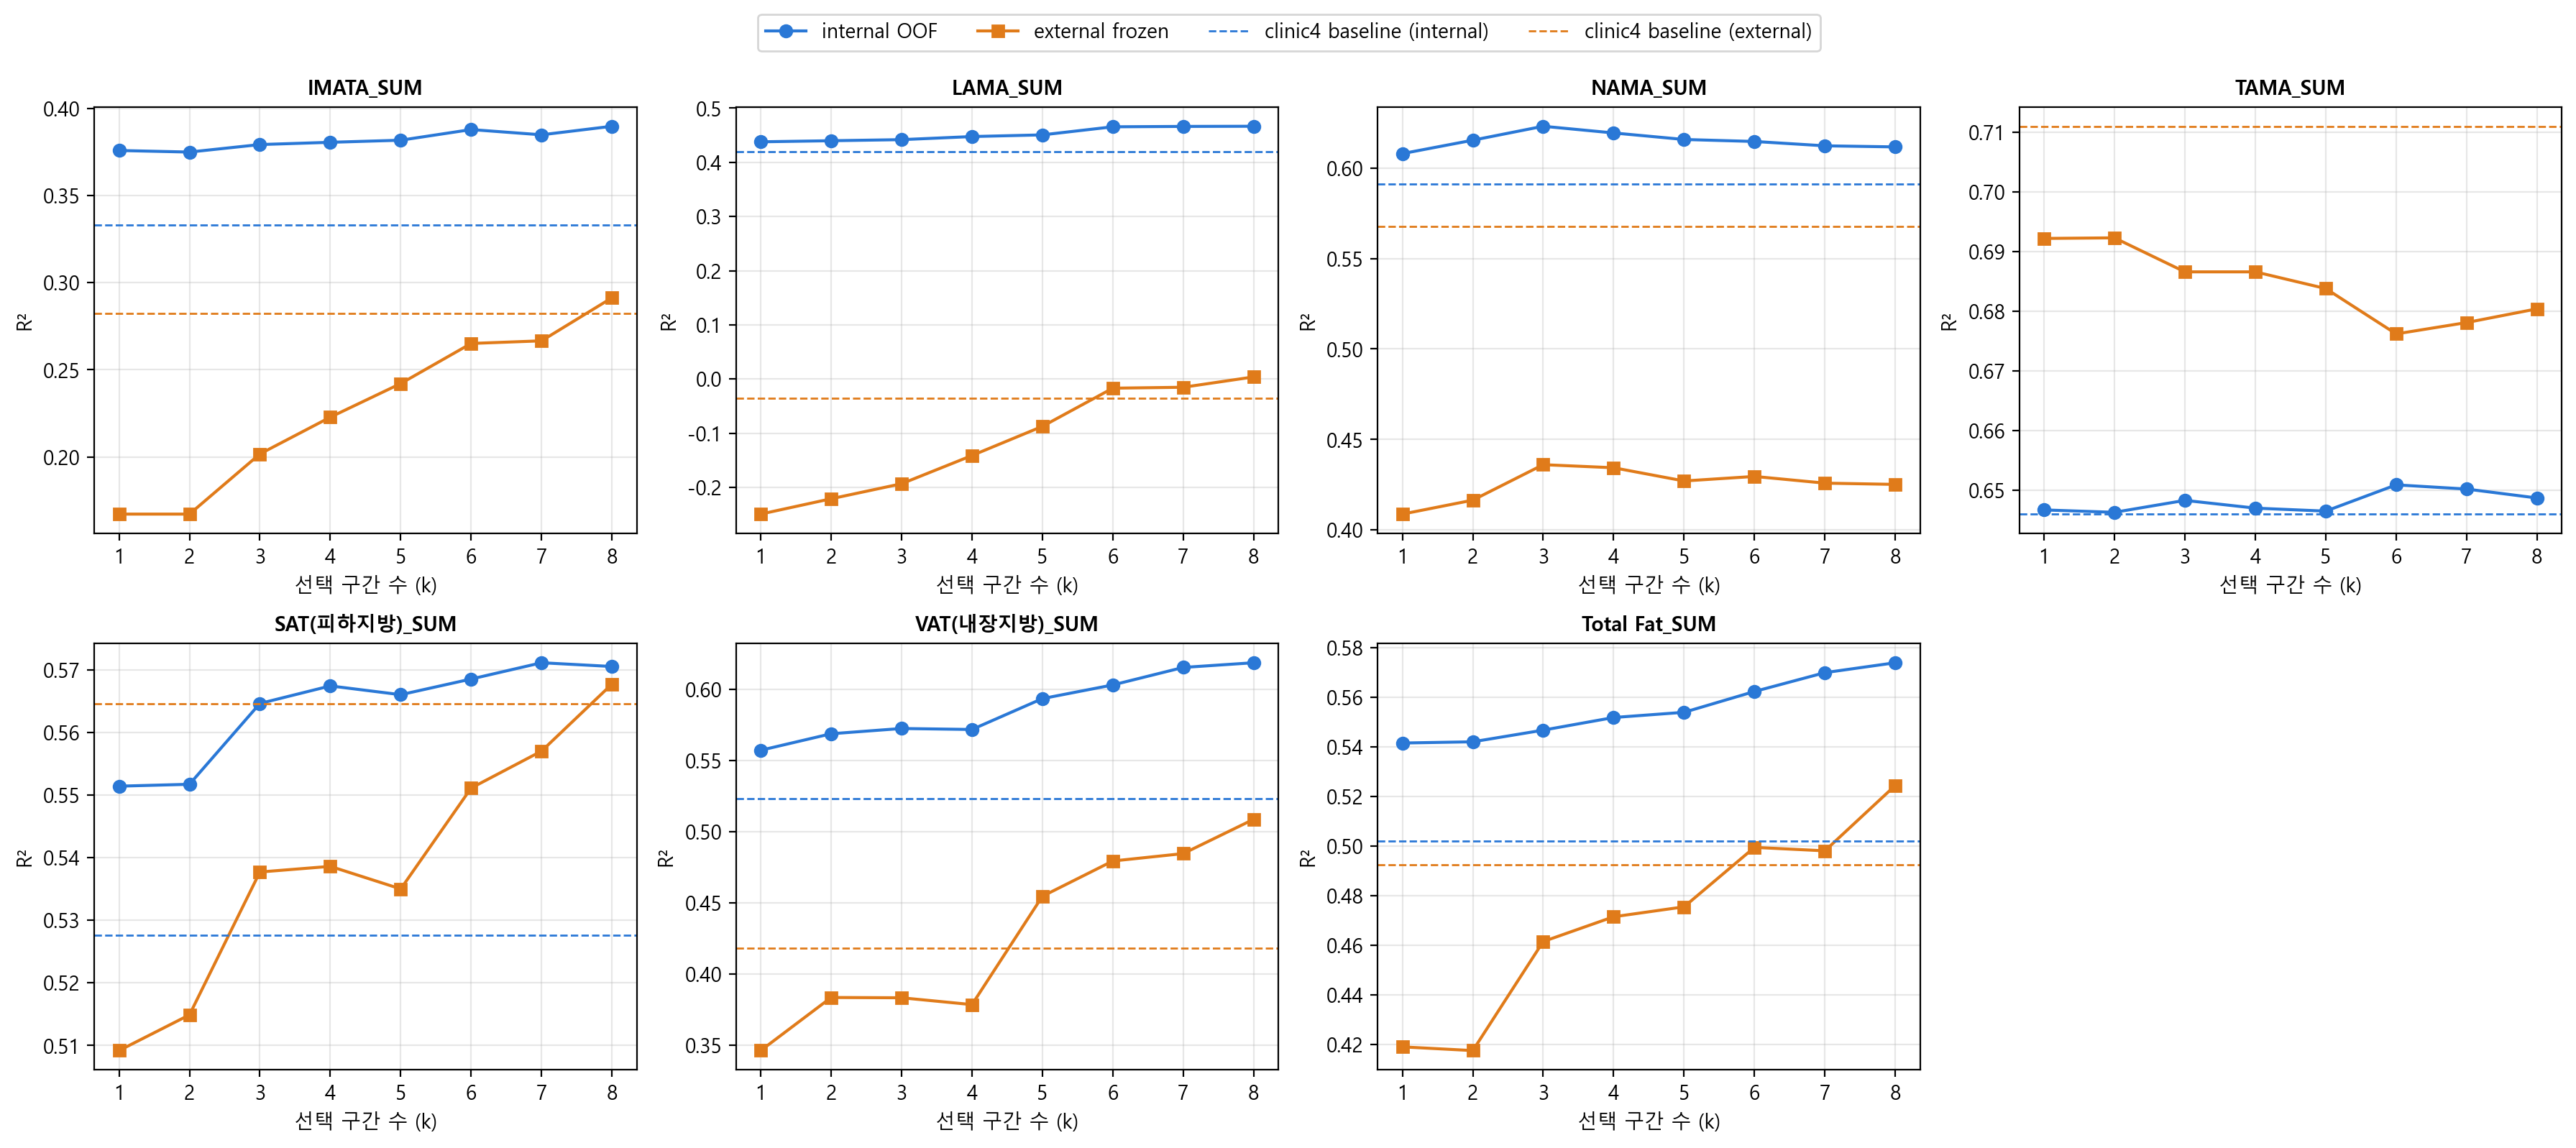 internal OOF external frozen clinic4 baseline (internal) clinic4 baseline (external)
IMATA_SUM
R²
0.40
0.35
0.30
0.25
0.20
1 2 3 4 5 6 7 8
선택 구간 수 (k)
LAMA_SUM
R²
0.5
0.4
0.3
0.2
0.1
0.0
-0.1
-0.2
1 2 3 4 5 6 7 8
선택 구간 수 (k)
NAMA_SUM
R²
0.60
0.55
0.50
0.45
0.40
1 2 3 4 5 6 7 8
선택 구간 수 (k)
TAMA_SUM
R²
0.71
0.70
0.69
0.68
0.67
0.66
0.65
1 2 3 4 5 6 7 8
선택 구간 수 (k)
SAT(피하지방)_SUM
R²
0.57
0.56
0.55
0.54
0.53
0.52
0.51
1 2 3 4 5 6 7 8
선택 구간 수 (k)
VAT(내장지방)_SUM
R²
0.60
0.55
0.50
0.45
0.40
0.35
1 2 3 4 5 6 7 8
선택 구간 수 (k)
Total Fat_SUM
R²
0.58
0.56
0.54
0.52
0.50
0.48
0.46
0.44
0.42
1 2 3 4 5 6 7 8
선택 구간 수 (k)